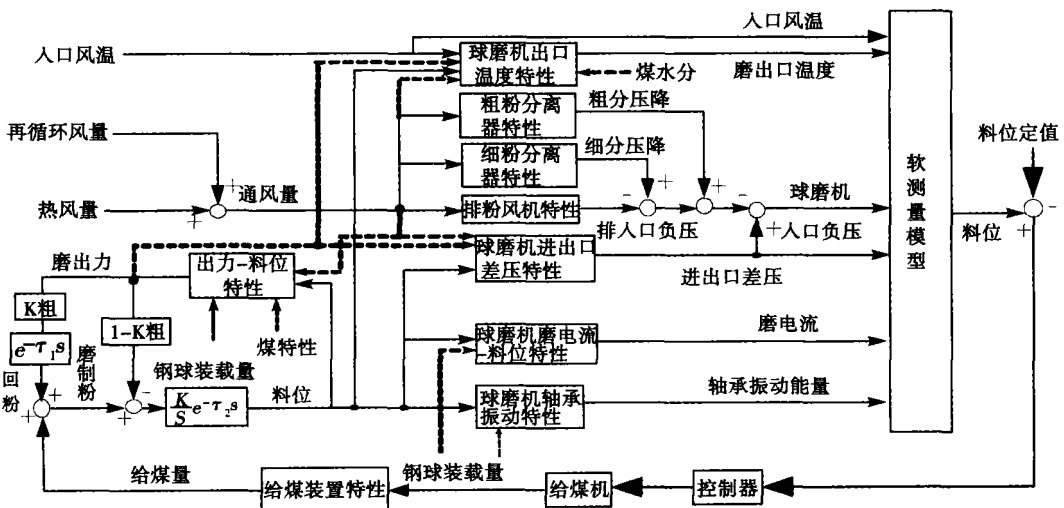 入口风温
入口风温
球磨机出口
温度特性
磨出口温度
煤水分
粗粉分离
器特性
粗分压降
再循环风量
细粉分离
器特性
细分压降
料位定值
热风量
通风量
排粉风机特性
排入口负压
球磨机
入口负压
软测量模型
料位
球磨机进出口
差压特性
进出口差压
磨出力
出力-料位
特性
K粗
1-K粗
煤特性
e-τ1s
球磨机磨电流
-料位特性
磨电流
回粉
磨制粉
钢球装载量
K/S e-τ2s
料位
球磨机轴承
振动特性
轴承振动能量
钢球装载量
给煤量
给煤装置特性
给煤机
控制器